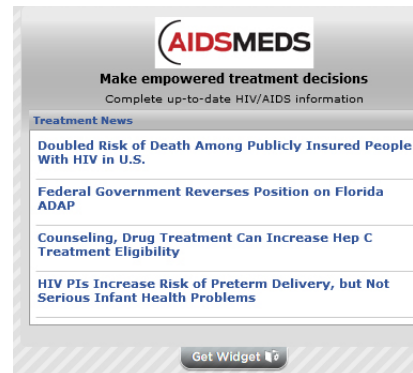 AIDSMEDS
Make empowered treatment decisions
Complete up-to-date HIV/AIDS information
Treatment News
Doubled Risk of Death Among Publicly Insured People
With HIV in U.S.
Federal Government Reverses Position on Florida
ADAP
Counseling, Drug Treatment Can Increase Hep C
Treatment Eligibility
HIV PIs Increase Risk of Preterm Delivery, but Not
Serious Infant Health Problems
Get Widget